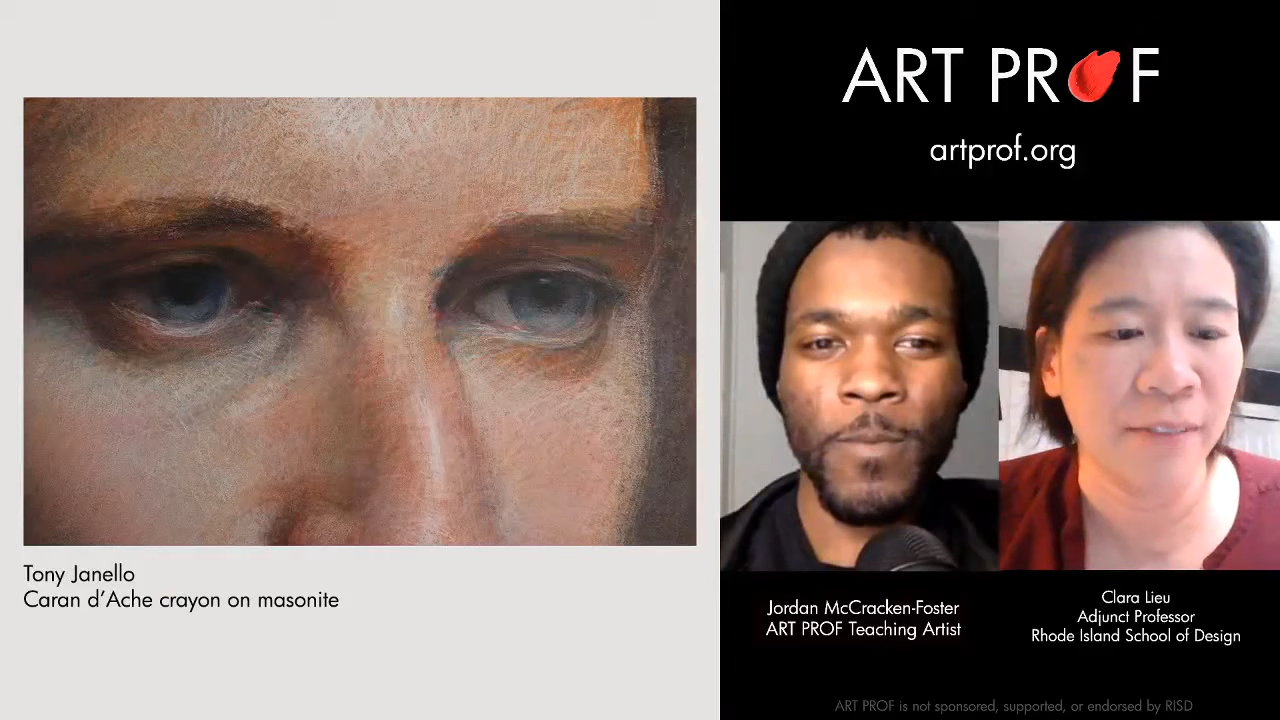 Tony Janello
Caran d'Ache crayon on masonite
ART PROF
artprof.org
Jordan McCracken-Foster
ART PROF Teaching Artist
Clara Lieu
Adjunct Professor
Rhode Island School of Design
ART PROF is not sponsored, supported, or endorsed by RISD